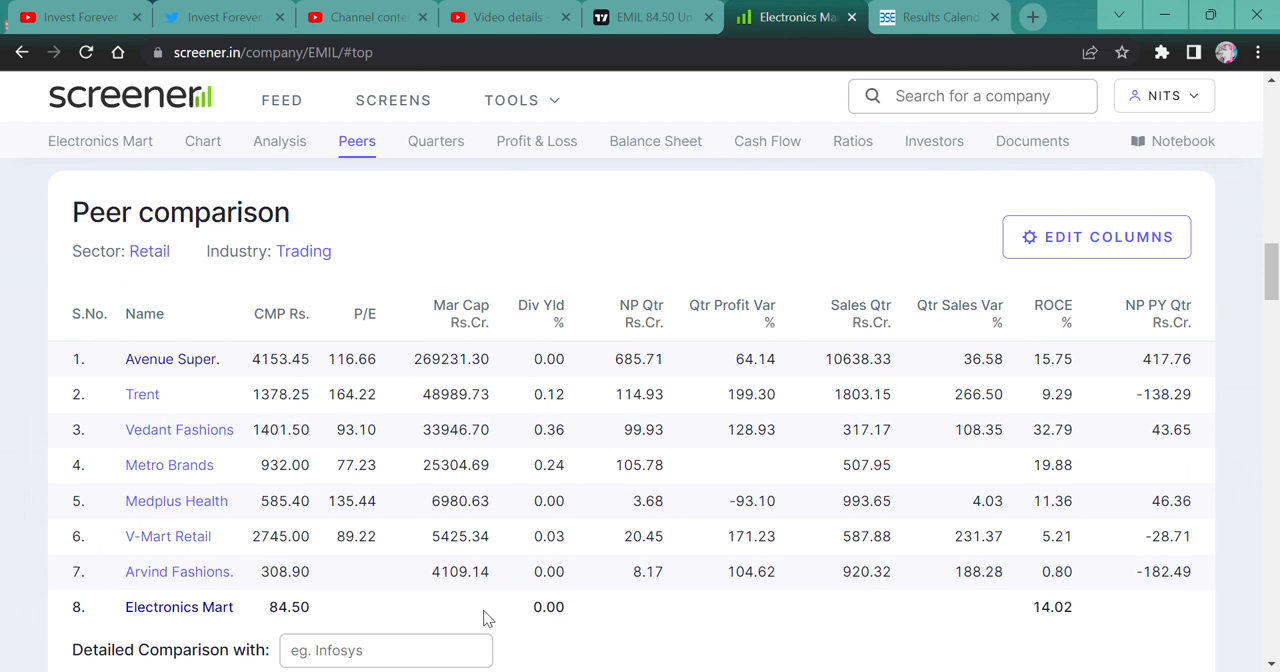 Invest Forever
Invest Forever
Channel conte
Video details -
EMIL 84.50 Un
Electronics Ma
Results Calend
screener.in/company/EMIL/#top
screener
FEED
SCREENS
TOOLS
Search for a company
NITS
Electronics Mart Chart Analysis Peers Quarters Profit & Loss Balance Sheet Cash Flow Ratios Investors Documents Notebook
Peer comparison
Sector: Retail Industry: Trading
EDIT COLUMNS
S.No. Name CMP Rs. P/E Mar Cap Rs.Cr. Div Yld % NP Qtr Rs.Cr. Qtr Profit Var % Sales Qtr Rs.Cr. Qtr Sales Var % ROCE % NP PY Qtr Rs.Cr.
1. Avenue Super. 4153.45 116.66 269231.30 0.00 685.71 64.14 10638.33 36.58 15.75 417.76
2. Trent 1378.25 164.22 48989.73 0.12 114.93 199.30 1803.15 266.50 9.29 -138.29
3. Vedant Fashions 1401.50 93.10 33946.70 0.36 99.93 128.93 317.17 108.35 32.79 43.65
4. Metro Brands 932.00 77.23 25304.69 0.24 105.78 507.95 19.88
5. Medplus Health 585.40 135.44 6980.63 0.00 3.68 -93.10 993.65 4.03 11.36 46.36
6. V-Mart Retail 2745.00 89.22 5425.34 0.03 20.45 171.23 587.88 231.37 5.21 -28.71
7. Arvind Fashions. 308.90 4109.14 0.00 8.17 104.62 920.32 188.28 0.80 -182.49
8. Electronics Mart 84.50 0.00 14.02
Detailed Comparison with: eg. Infosys